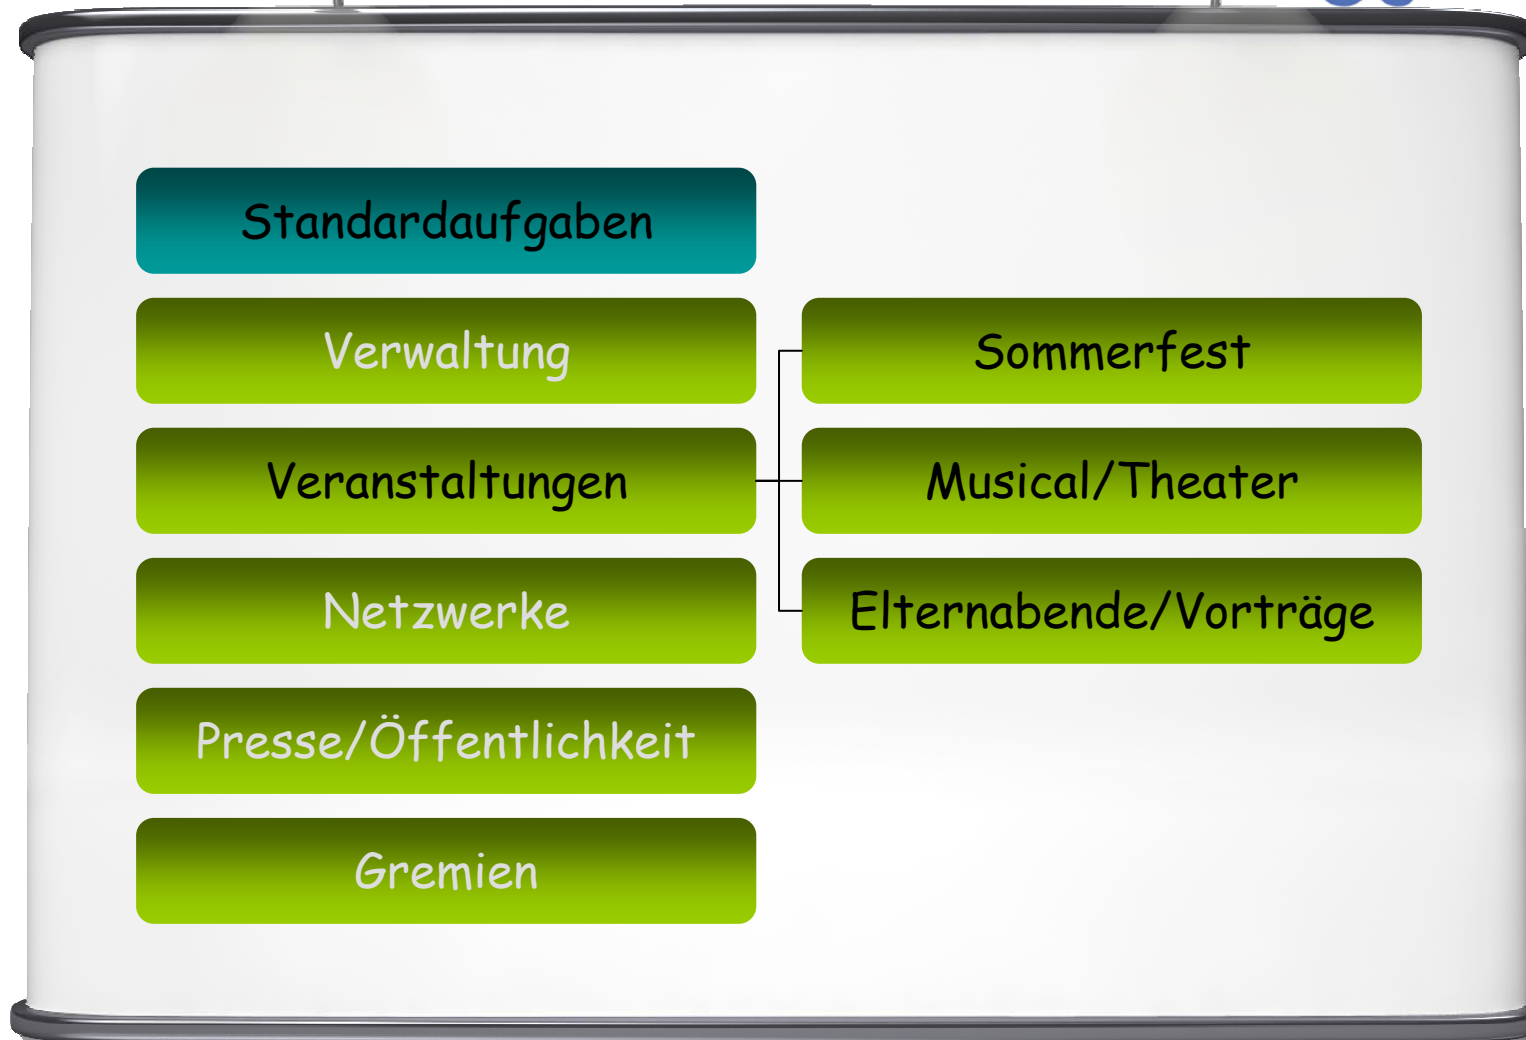 Standardaufgaben
Verwaltung
Veranstaltungen
Netzwerke
Presse/Öffentlichkeit
Gremien
Sommerfest
Musical/Theater
Elternabende/Vorträge